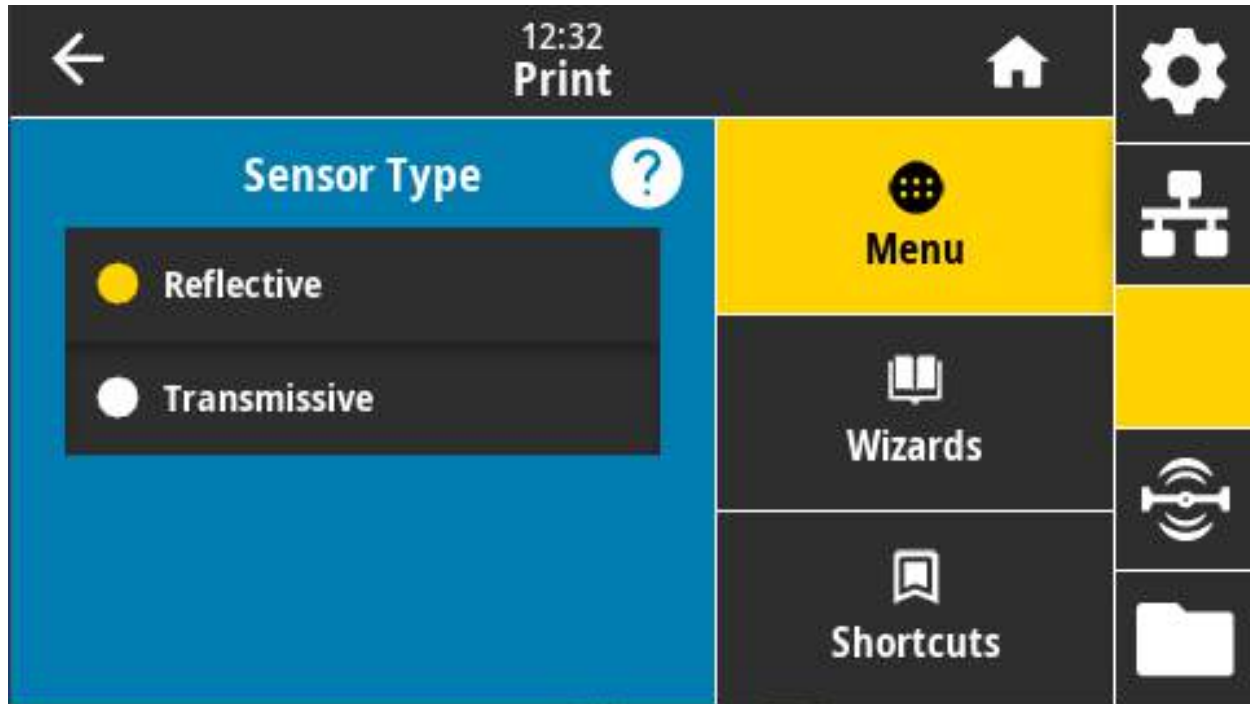 12:32
Print
Sensor Type
?
Reflective
Transmissive
Menu
Wizards
Shortcuts